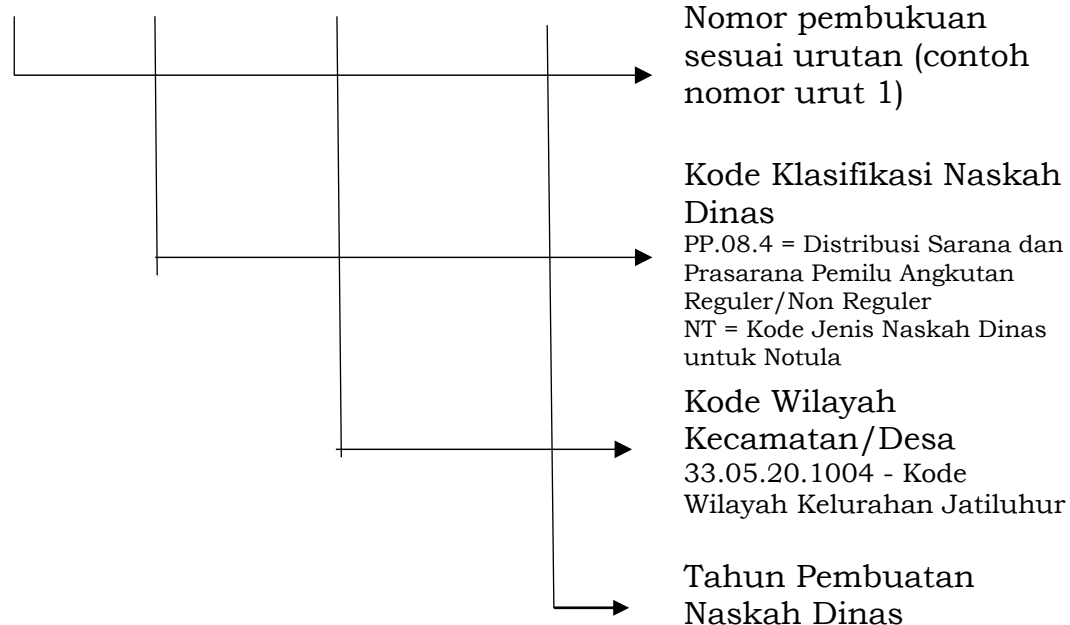 Nomor pembukuan
sesuai urutan (contoh
nomor urut 1)
Kode Klasifikasi Naskah
Dinas
PP.08.4 = Distribusi Sarana dan
Prasarana Pemilu Angkutan
Reguler/Non Reguler
NT = Kode Jenis Naskah Dinas
untuk Notula
Kode Wilayah
Kecamatan/Desa
33.05.20.1004 - Kode
Wilayah Kelurahan Jatiluhur
Tahun Pembuatan
Naskah Dinas